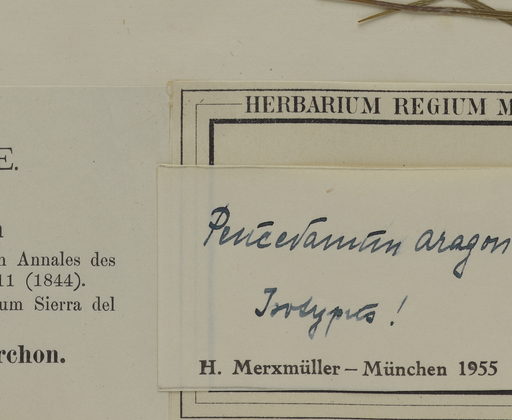 HERBARIUM REGIUM M
E.
n Annales des
11 (1844).
um Sierra del
rchon.
Peucedanum aragon
Isotypus!
H. Merxmüller – München 1955